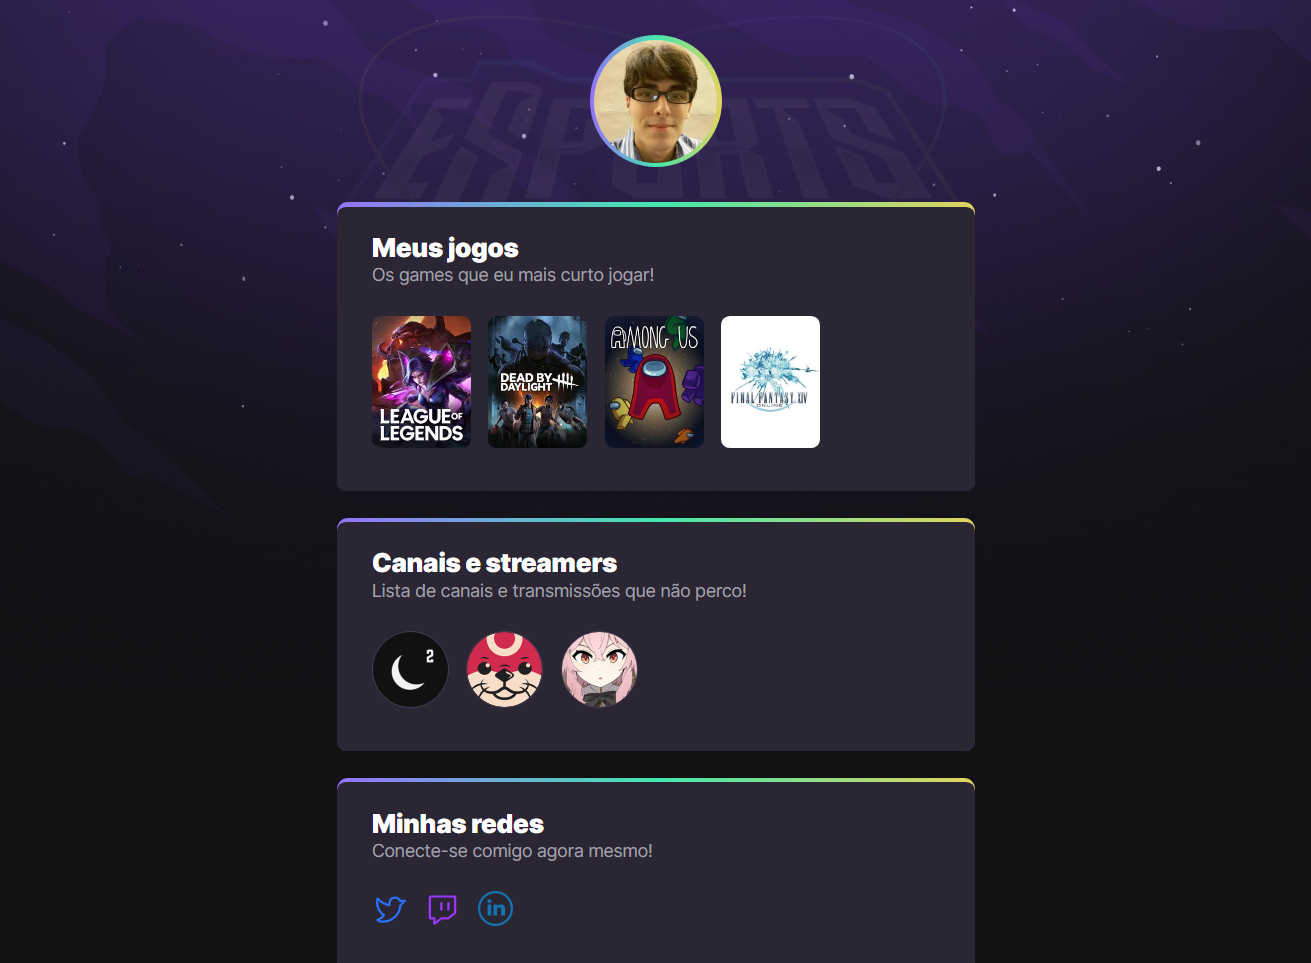 ESPORTS
Meus jogos
Os games que eu mais curto jogar!
LEAGUE OF
LEGENDS
DEAD BY
DAYLIGHT
AMONG US
FINAL FANTASY XIV
ONLINE
Canais e streamers
Lista de canais e transmissões que não perco!
2
Minhas redes
Conecte-se comigo agora mesmo!
in